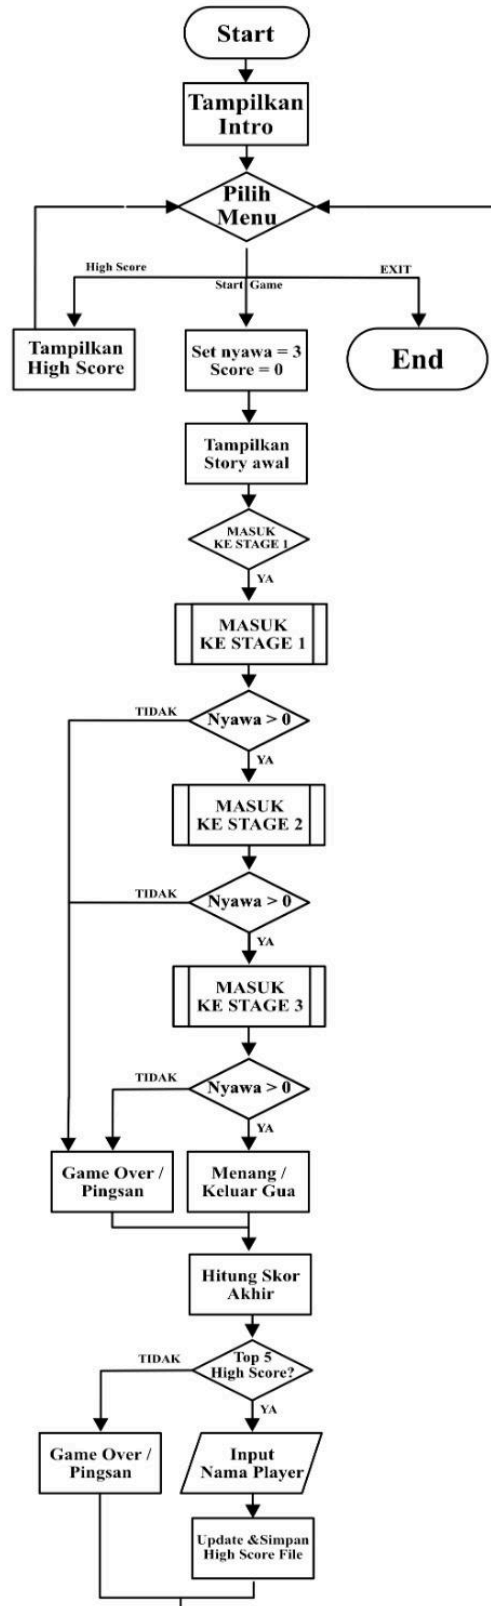 Start
Tampilkan
Intro
Pilih
Menu
High Score
Start Game
EXIT
Tampilkan
High Score
Set nyawa = 3
Score = 0
End
Tampilkan
Story awal
MASUK
KE STAGE 1
YA
MASUK
KE STAGE 1
TIDAK
Nyawa > 0
YA
MASUK
KE STAGE 2
TIDAK
Nyawa > 0
YA
MASUK
KE STAGE 3
TIDAK
Nyawa > 0
YA
Game Over /
Pingsan
Menang /
Keluar Gua
Hitung Skor
Akhir
TIDAK
Top 5
High Score?
YA
Game Over /
Pingsan
Input
Nama Player
Update &Simpan
High Score File